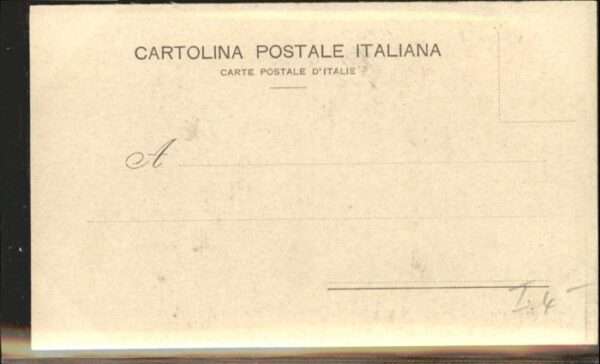 CARTOLINA POSTALE ITALIANA
CARTE POSTALE D'ITALIE
A